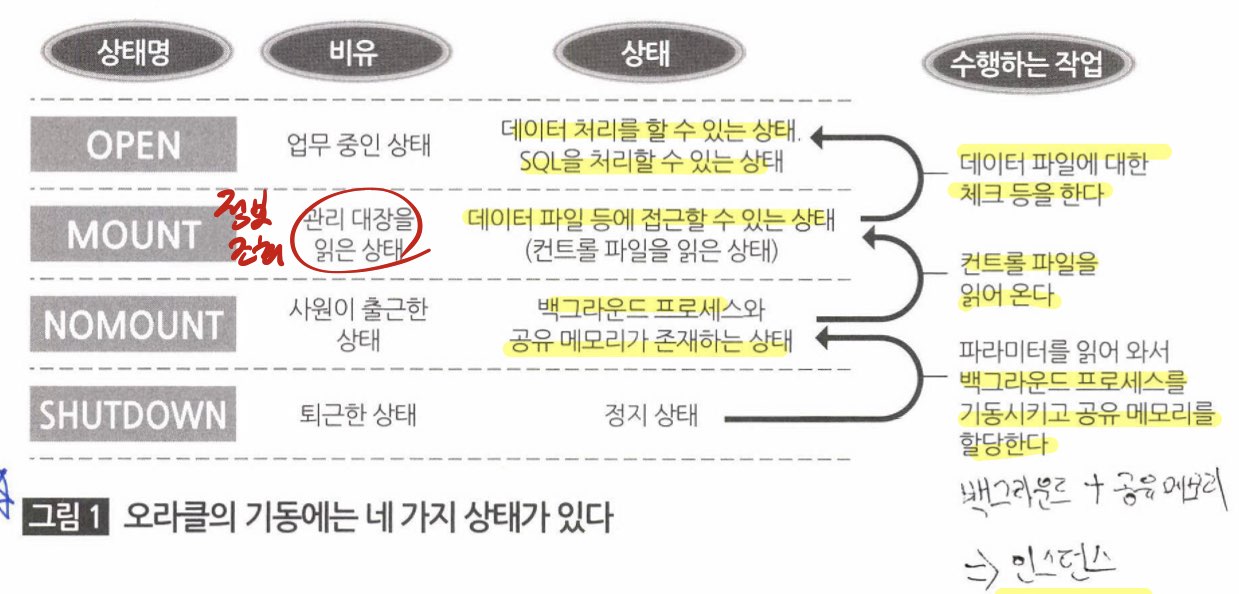 상태명 비유 상태 수행하는 작업
OPEN
업무 중인 상태
데이터 처리를 할 수 있는 상태.
SQL을 처리할 수 있는 상태
데이터 파일에 대한
체크 등을 한다
MOUNT
정보
조회
관리 대장을
읽은 상태
데이터 파일 등에 접근할 수 있는 상태
(컨트롤 파일을 읽은 상태)
컨트롤 파일을
읽어 온다
NOMOUNT
사원이 출근한
상태
백그라운드 프로세스와
공유 메모리가 존재하는 상태
파라미터를 읽어 와서
백그라운드 프로세스를
기동시키고 공유 메모리를
할당한다
SHUTDOWN
퇴근한 상태
정지 상태
백그라운드 + 공유 메모리
=> 인스턴스
그림 1 오라클의 기동에는 네 가지 상태가 있다